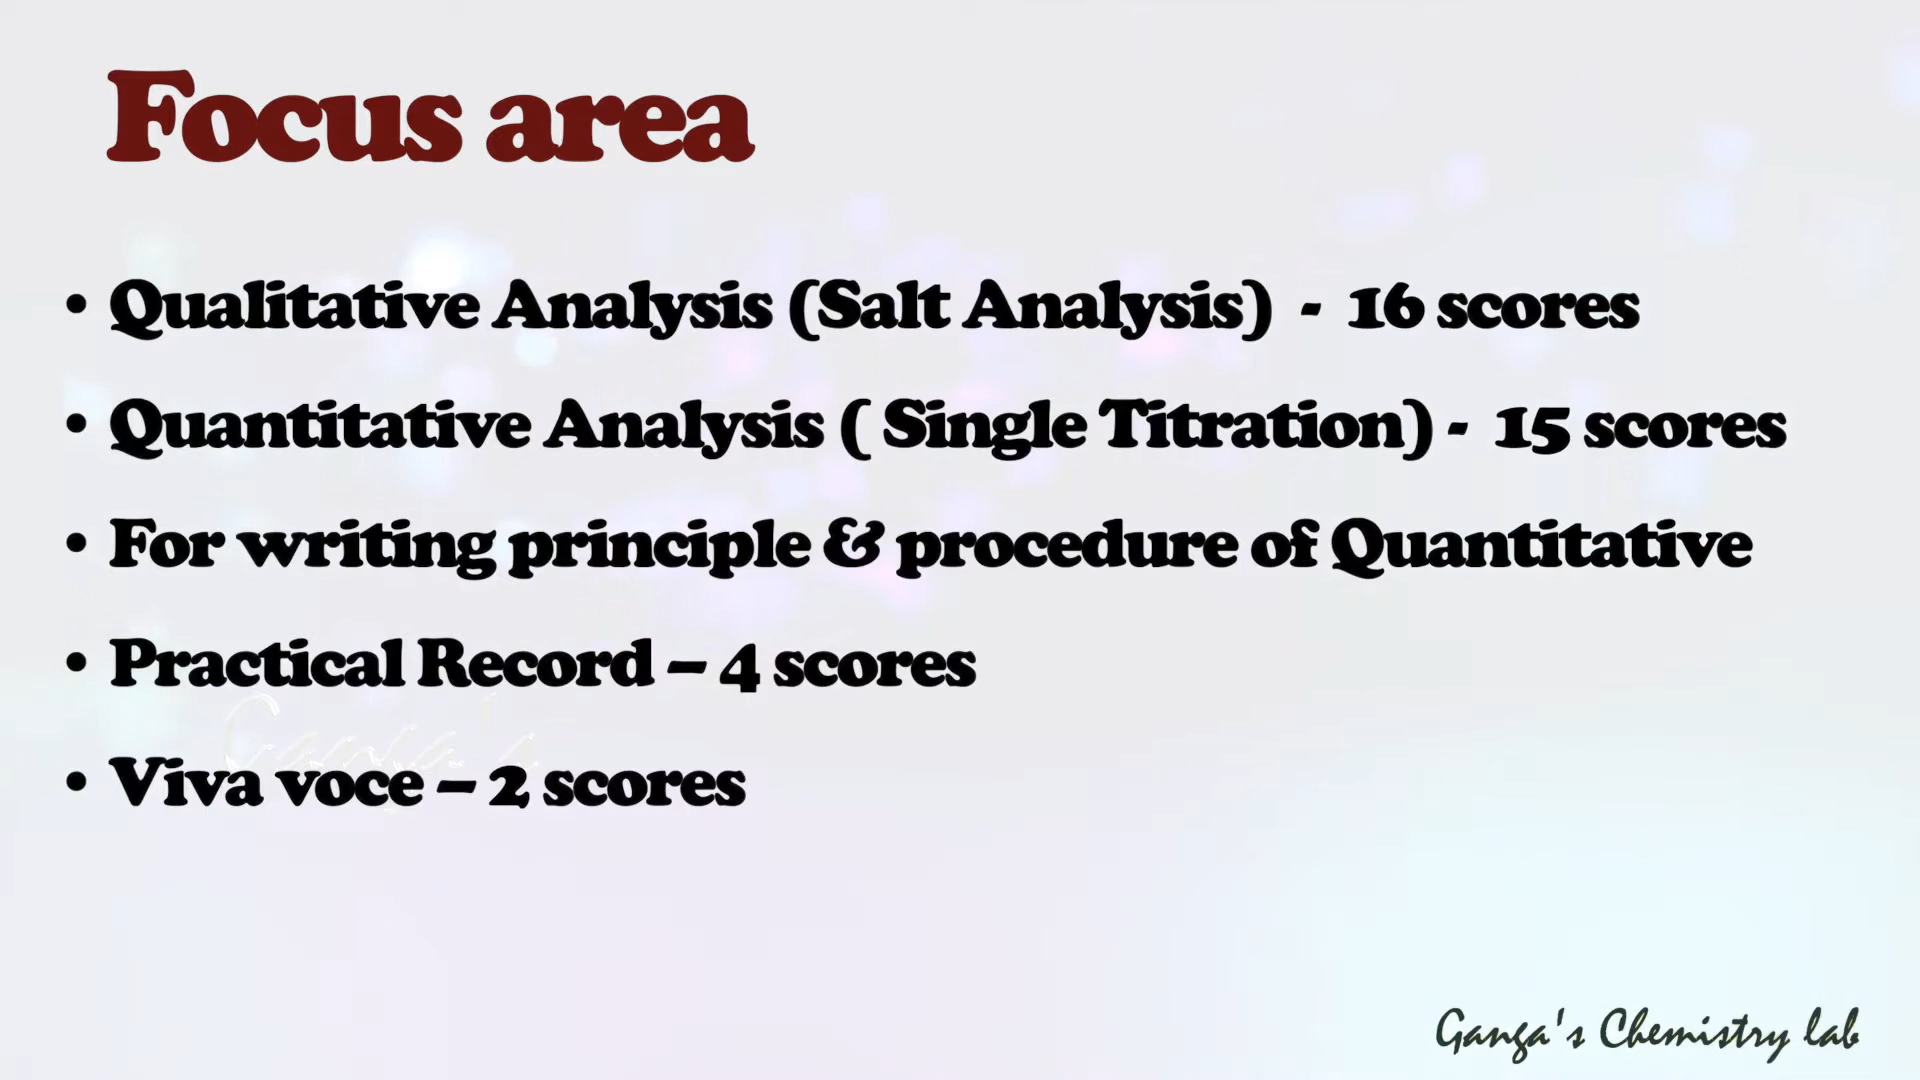 Focus area
• Qualitative Analysis (Salt Analysis) - 16 scores
• Quantitative Analysis ( Single Titration) - 15 scores
• For writing principle & procedure of Quantitative
• Practical Record – 4 scores
• Viva voce – 2 scores
Ganga's
Ganga's Chemistry lab